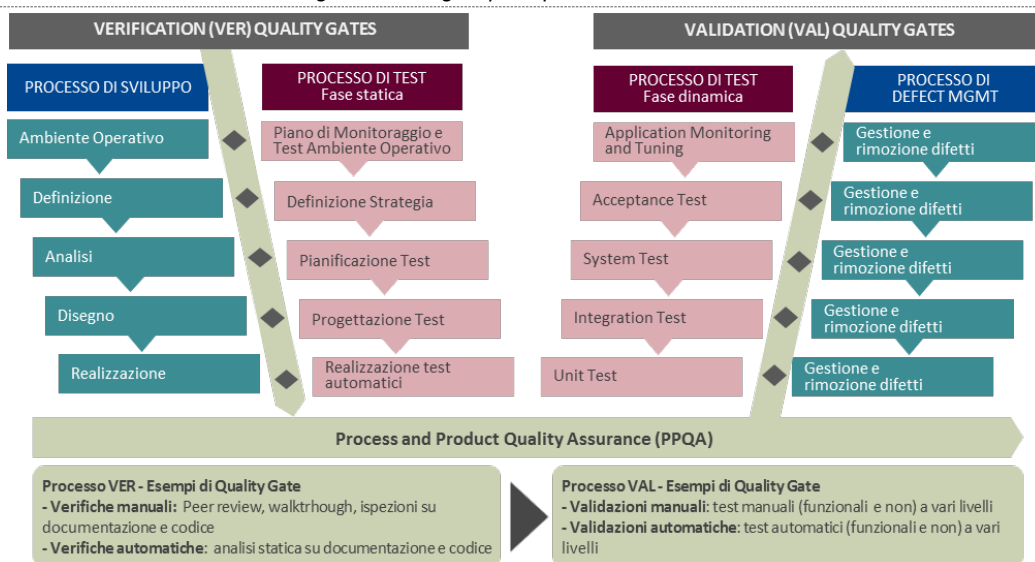 VERIFICATION (VER) QUALITY GATES
PROCESSO DI SVILUPPO
PROCESSO DI TEST
Fase statica
Ambiente Operativo
Piano di Monitoraggio e
Test Ambiente Operativo
Definizione
Definizione Strategia
Analisi
Pianificazione Test
Disegno
Progettazione Test
Realizzazione
Realizzazione test
automatici
VALIDATION (VAL) QUALITY GATES
PROCESSO DI TEST
Fase dinamica
PROCESSO DI
DEFECT MGMT
Application Monitoring
and Tuning
Gestione e
rimozione difetti
Acceptance Test
Gestione e
rimozione difetti
System Test
Gestione e
rimozione difetti
Integration Test
Gestione e
rimozione difetti
Unit Test
Gestione e
rimozione difetti
Process and Product Quality Assurance (PPQA)
Processo VER - Esempi di Quality Gate
- Verifiche manuali: Peer review, walktrhough, ispezioni su
documentazione e codice
- Verifiche automatiche: analisi statica su documentazione e codice
Processo VAL - Esempi di Quality Gate
- Validazioni manuali: test manuali (funzionali e non) a vari livelli
- Validazioni automatiche: test automatici (funzionali e non) a vari
livelli